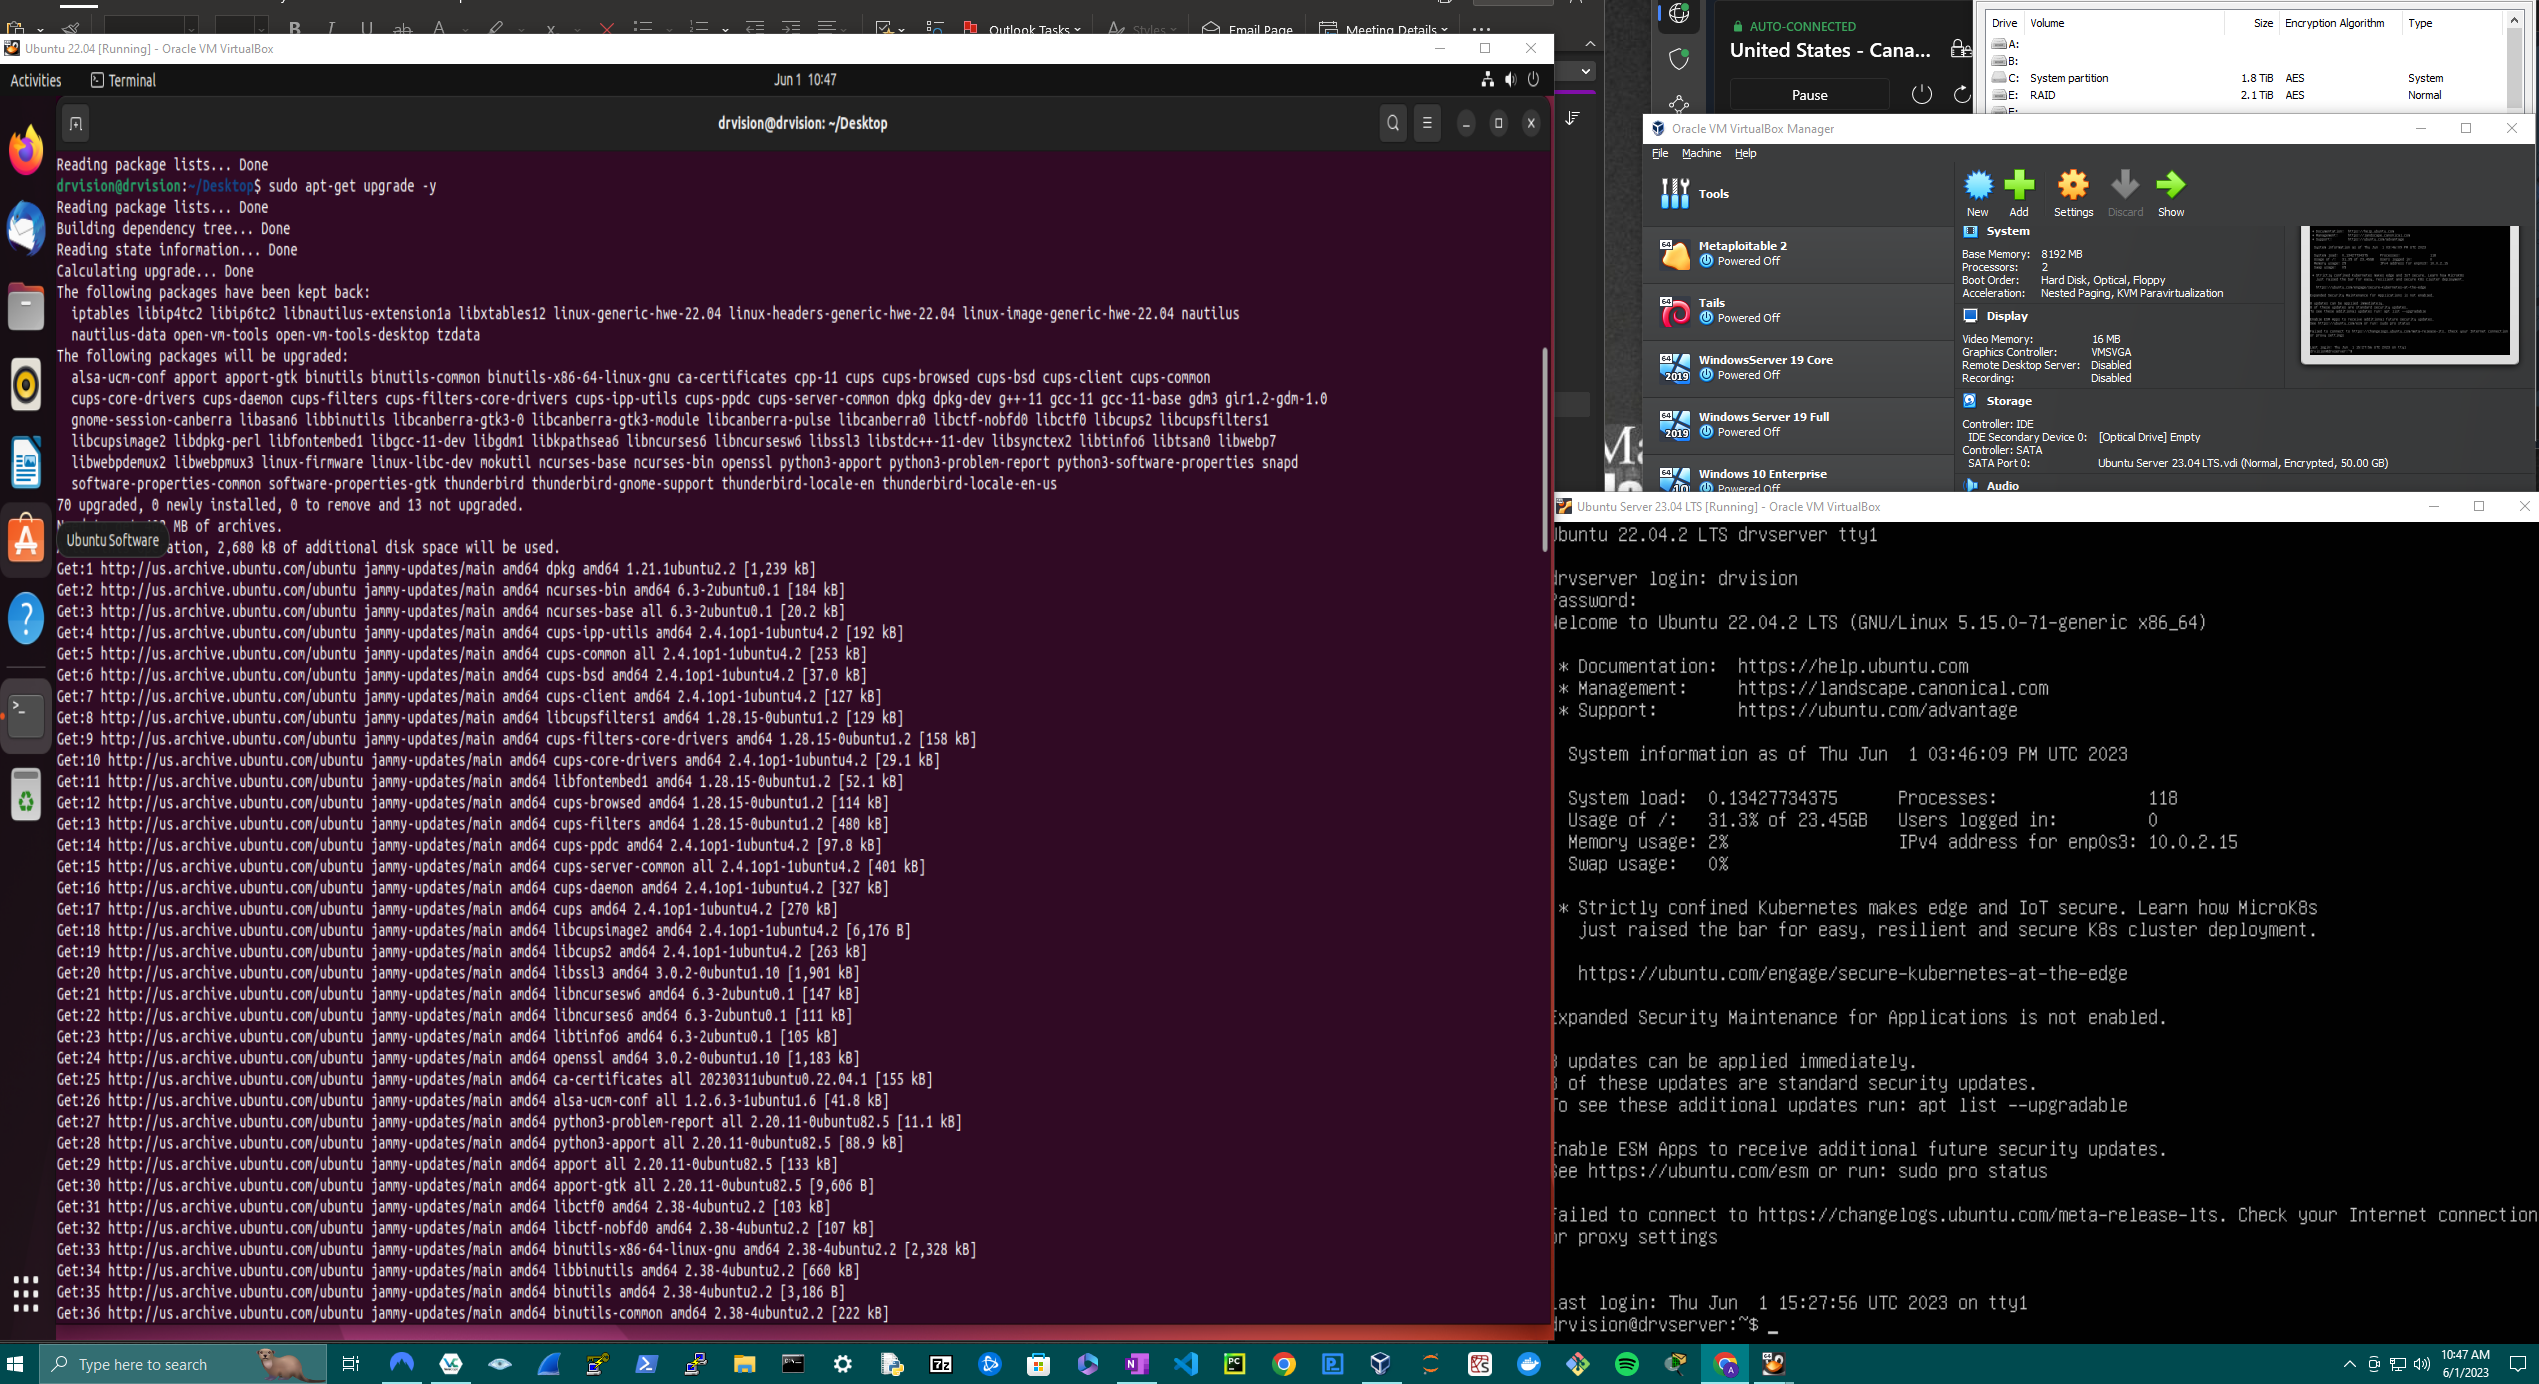 Outlook Tasks
Styles
Email Page
Meeting Details
Ubuntu 22.04 [Running] - Oracle VM VirtualBox
Activities
Terminal
Jun 1 10:47
drvision@drvision: ~/Desktop
Reading package lists... Done
drvision@drvision:~/Desktop$ sudo apt-get upgrade -y
Reading package lists... Done
Building dependency tree... Done
Reading state information... Done
Calculating upgrade... Done
The following packages have been kept back:
iptables libip4tc2 libip6tc2 libnautilus-extension1a libxtables12 linux-generic-hwe-22.04 linux-headers-generic-hwe-22.04 linux-image-generic-hwe-22.04 nautilus
nautilus-data open-vm-tools open-vm-tools-desktop tzdata
The following packages will be upgraded:
alsa-ucm-conf apport apport-gtk binutils binutils-common binutils-x86-64-linux-gnu ca-certificates cpp-11 cups cups-browsed cups-bsd cups-client cups-common
cups-core-drivers cups-daemon cups-filters cups-filters-core-drivers cups-ipp-utils cups-ppdc cups-server-common dpkg dpkg-dev g++-11 gcc-11 gcc-11-base gdm3 gir1.2-gdm-1.0
gnome-session-canberra libasan6 libbinutils libcanberra-gtk3-0 libcanberra-gtk3-module libcanberra-pulse libcanberra0 libctf-nobfd0 libctf0 libcups2 libcupsfilters1
libcupsimage2 libdpkg-perl libfontembed1 libgcc-11-dev libgdm1 libkpathsea6 libncurses6 libncursesw6 libssl3 libstdc++-11-dev libsynctex2 libtinfo6 libtsan0 libwebp7
libwebpdemux2 libwebpmux3 linux-firmware linux-libc-dev mokutil ncurses-base ncurses-bin openssl python3-apport python3-problem-report python3-software-properties snapd
software-properties-common software-properties-gtk thunderbird thunderbird-gnome-support thunderbird-locale-en thunderbird-locale-en-us
70 upgraded, 0 newly installed, 0 to remove and 13 not upgraded.
MB of archives.
Ubuntu Software
ation, 2,680 kB of additional disk space will be used.
Get:1 http://us.archive.ubuntu.com/ubuntu jammy-updates/main amd64 dpkg amd64 1.21.1ubuntu2.2 [1,239 kB]
Get:2 http://us.archive.ubuntu.com/ubuntu jammy-updates/main amd64 ncurses-bin amd64 6.3-2ubuntu0.1 [184 kB]
Get:3 http://us.archive.ubuntu.com/ubuntu jammy-updates/main amd64 ncurses-base all 6.3-2ubuntu0.1 [20.2 kB]
Get:4 http://us.archive.ubuntu.com/ubuntu jammy-updates/main amd64 cups-ipp-utils amd64 2.4.1op1-1ubuntu4.2 [192 kB]
Get:5 http://us.archive.ubuntu.com/ubuntu jammy-updates/main amd64 cups-common all 2.4.1op1-1ubuntu4.2 [253 kB]
Get:6 http://us.archive.ubuntu.com/ubuntu jammy-updates/main amd64 cups-bsd amd64 2.4.1op1-1ubuntu4.2 [37.0 kB]
Get:7 http://us.archive.ubuntu.com/ubuntu jammy-updates/main amd64 cups-client amd64 2.4.1op1-1ubuntu4.2 [127 kB]
Get:8 http://us.archive.ubuntu.com/ubuntu jammy-updates/main amd64 libcupsfilters1 amd64 1.28.15-0ubuntu1.2 [129 kB]
Get:9 http://us.archive.ubuntu.com/ubuntu jammy-updates/main amd64 cups-filters-core-drivers amd64 1.28.15-0ubuntu1.2 [158 kB]
Get:10 http://us.archive.ubuntu.com/ubuntu jammy-updates/main amd64 cups-core-drivers amd64 2.4.1op1-1ubuntu4.2 [29.1 kB]
Get:11 http://us.archive.ubuntu.com/ubuntu jammy-updates/main amd64 libfontembed1 amd64 1.28.15-0ubuntu1.2 [52.1 kB]
Get:12 http://us.archive.ubuntu.com/ubuntu jammy-updates/main amd64 cups-browsed amd64 1.28.15-0ubuntu1.2 [114 kB]
Get:13 http://us.archive.ubuntu.com/ubuntu jammy-updates/main amd64 cups-filters amd64 1.28.15-0ubuntu1.2 [480 kB]
Get:14 http://us.archive.ubuntu.com/ubuntu jammy-updates/main amd64 cups-ppdc amd64 2.4.1op1-1ubuntu4.2 [97.8 kB]
Get:15 http://us.archive.ubuntu.com/ubuntu jammy-updates/main amd64 cups-server-common all 2.4.1op1-1ubuntu4.2 [401 kB]
Get:16 http://us.archive.ubuntu.com/ubuntu jammy-updates/main amd64 cups-daemon amd64 2.4.1op1-1ubuntu4.2 [327 kB]
Get:17 http://us.archive.ubuntu.com/ubuntu jammy-updates/main amd64 cups amd64 2.4.1op1-1ubuntu4.2 [270 kB]
Get:18 http://us.archive.ubuntu.com/ubuntu jammy-updates/main amd64 libcupsimage2 amd64 2.4.1op1-1ubuntu4.2 [6,176 B]
Get:19 http://us.archive.ubuntu.com/ubuntu jammy-updates/main amd64 libcups2 amd64 2.4.1op1-1ubuntu4.2 [263 kB]
Get:20 http://us.archive.ubuntu.com/ubuntu jammy-updates/main amd64 libssl3 amd64 3.0.2-0ubuntu1.10 [1,901 kB]
Get:21 http://us.archive.ubuntu.com/ubuntu jammy-updates/main amd64 libncursesw6 amd64 6.3-2ubuntu0.1 [147 kB]
Get:22 http://us.archive.ubuntu.com/ubuntu jammy-updates/main amd64 libncurses6 amd64 6.3-2ubuntu0.1 [111 kB]
Get:23 http://us.archive.ubuntu.com/ubuntu jammy-updates/main amd64 libtinfo6 amd64 6.3-2ubuntu0.1 [105 kB]
Get:24 http://us.archive.ubuntu.com/ubuntu jammy-updates/main amd64 openssl amd64 3.0.2-0ubuntu1.10 [1,183 kB]
Get:25 http://us.archive.ubuntu.com/ubuntu jammy-updates/main amd64 ca-certificates all 20230311ubuntu0.22.04.1 [155 kB]
Get:26 http://us.archive.ubuntu.com/ubuntu jammy-updates/main amd64 alsa-ucm-conf all 1.2.6.3-1ubuntu1.6 [41.8 kB]
Get:27 http://us.archive.ubuntu.com/ubuntu jammy-updates/main amd64 python3-problem-report all 2.20.11-0ubuntu82.5 [11.1 kB]
Get:28 http://us.archive.ubuntu.com/ubuntu jammy-updates/main amd64 python3-apport all 2.20.11-0ubuntu82.5 [88.9 kB]
Get:29 http://us.archive.ubuntu.com/ubuntu jammy-updates/main amd64 apport all 2.20.11-0ubuntu82.5 [133 kB]
Get:30 http://us.archive.ubuntu.com/ubuntu jammy-updates/main amd64 apport-gtk all 2.20.11-0ubuntu82.5 [9,606 B]
Get:31 http://us.archive.ubuntu.com/ubuntu jammy-updates/main amd64 libctf0 amd64 2.38-4ubuntu2.2 [103 kB]
Get:32 http://us.archive.ubuntu.com/ubuntu jammy-updates/main amd64 libctf-nobfd0 amd64 2.38-4ubuntu2.2 [107 kB]
Get:33 http://us.archive.ubuntu.com/ubuntu jammy-updates/main amd64 binutils-x86-64-linux-gnu amd64 2.38-4ubuntu2.2 [2,328 kB]
Get:34 http://us.archive.ubuntu.com/ubuntu jammy-updates/main amd64 libbinutils amd64 2.38-4ubuntu2.2 [660 kB]
Get:35 http://us.archive.ubuntu.com/ubuntu jammy-updates/main amd64 binutils amd64 2.38-4ubuntu2.2 [3,186 B]
Get:36 http://us.archive.ubuntu.com/ubuntu jammy-updates/main amd64 binutils-common amd64 2.38-4ubuntu2.2 [222 kB]
AUTO-CONNECTED
United States - Cana...
Pause
Drive Volume Size Encryption Algorithm Type
A:
B:
C: System partition 1.8 TiB AES System
E: RAID 2.1 TiB AES Normal
Oracle VM VirtualBox Manager
File Machine Help
Tools
New Add Settings Discard Show
Metaploitable 2
Powered Off
Tails
Powered Off
WindowsServer 19 Core
Powered Off
Windows Server 19 Full
Powered Off
Windows 10 Enterprise
Powered Off
System
Base Memory: 8192 MB
Processors: 2
Boot Order: Hard Disk, Optical, Floppy
Acceleration: Nested Paging, KVM Paravirtualization
Display
Video Memory: 16 MB
Graphics Controller: VMSVGA
Remote Desktop Server: Disabled
Recording: Disabled
Storage
Controller: IDE
IDE Secondary Device 0: [Optical Drive] Empty
Controller: SATA
SATA Port 0: Ubuntu Server 23.04 LTS.vdi (Normal, Encrypted, 50.00 GB)
Audio
Ubuntu Server 23.04 LTS [Running] - Oracle VM VirtualBox
Ubuntu 22.04.2 LTS drvserver tty1
drvserver login: drvision
Password:
Welcome to Ubuntu 22.04.2 LTS (GNU/Linux 5.15.0-71-generic x86_64)
* Documentation: https://help.ubuntu.com
* Management: https://landscape.canonical.com
* Support: https://ubuntu.com/advantage
System information as of Thu Jun 1 03:46:09 PM UTC 2023
System load: 0.13427734375 Processes: 118
Usage of /: 31.3% of 23.45GB Users logged in: 0
Memory usage: 2% IPv4 address for enp0s3: 10.0.2.15
Swap usage: 0%
* Strictly confined Kubernetes makes edge and IoT secure. Learn how MicroK8s
just raised the bar for easy, resilient and secure K8s cluster deployment.
https://ubuntu.com/engage/secure-kubernetes-at-the-edge
Expanded Security Maintenance for Applications is not enabled.
updates can be applied immediately.
of these updates are standard security updates.
To see these additional updates run: apt list --upgradable
Enable ESM Apps to receive additional future security updates.
See https://ubuntu.com/esm or run: sudo pro status
Failed to connect to https://changelogs.ubuntu.com/meta-release-lts. Check your Internet connection
or proxy settings
Last login: Thu Jun 1 15:27:56 UTC 2023 on tty1
drvision@drvserver:~$ _
Type here to search
10:47 AM
6/1/2023